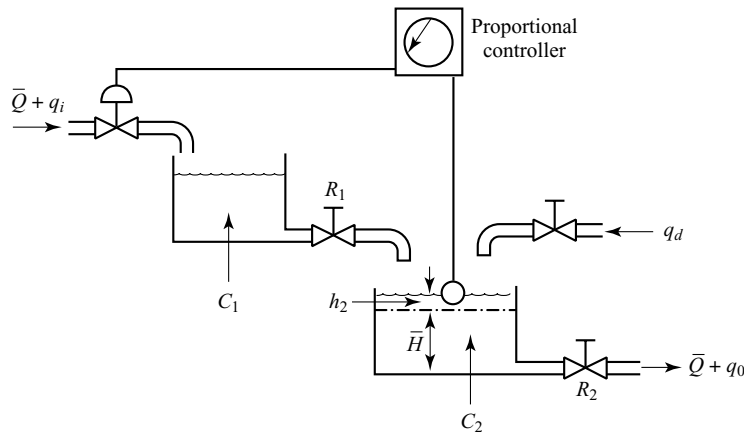 Proportional
controller
Q̅ + qᵢ
R₁
q_d
C₁
h₂
H̅
Q̅ + q₀
R₂
C₂